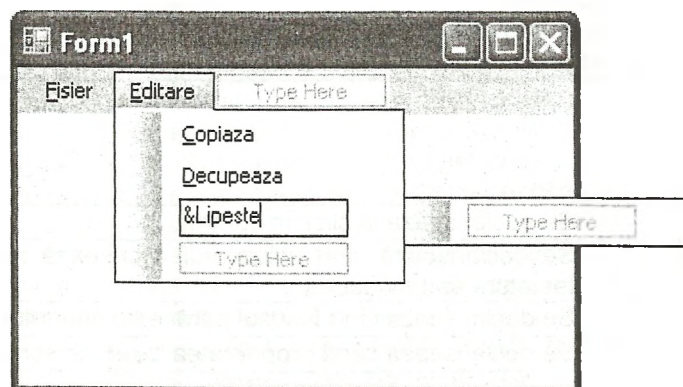 Form1
Fisier Editare Type Here
Copiaza
Decupeaza
&Lipeste
Type Here
Type Here